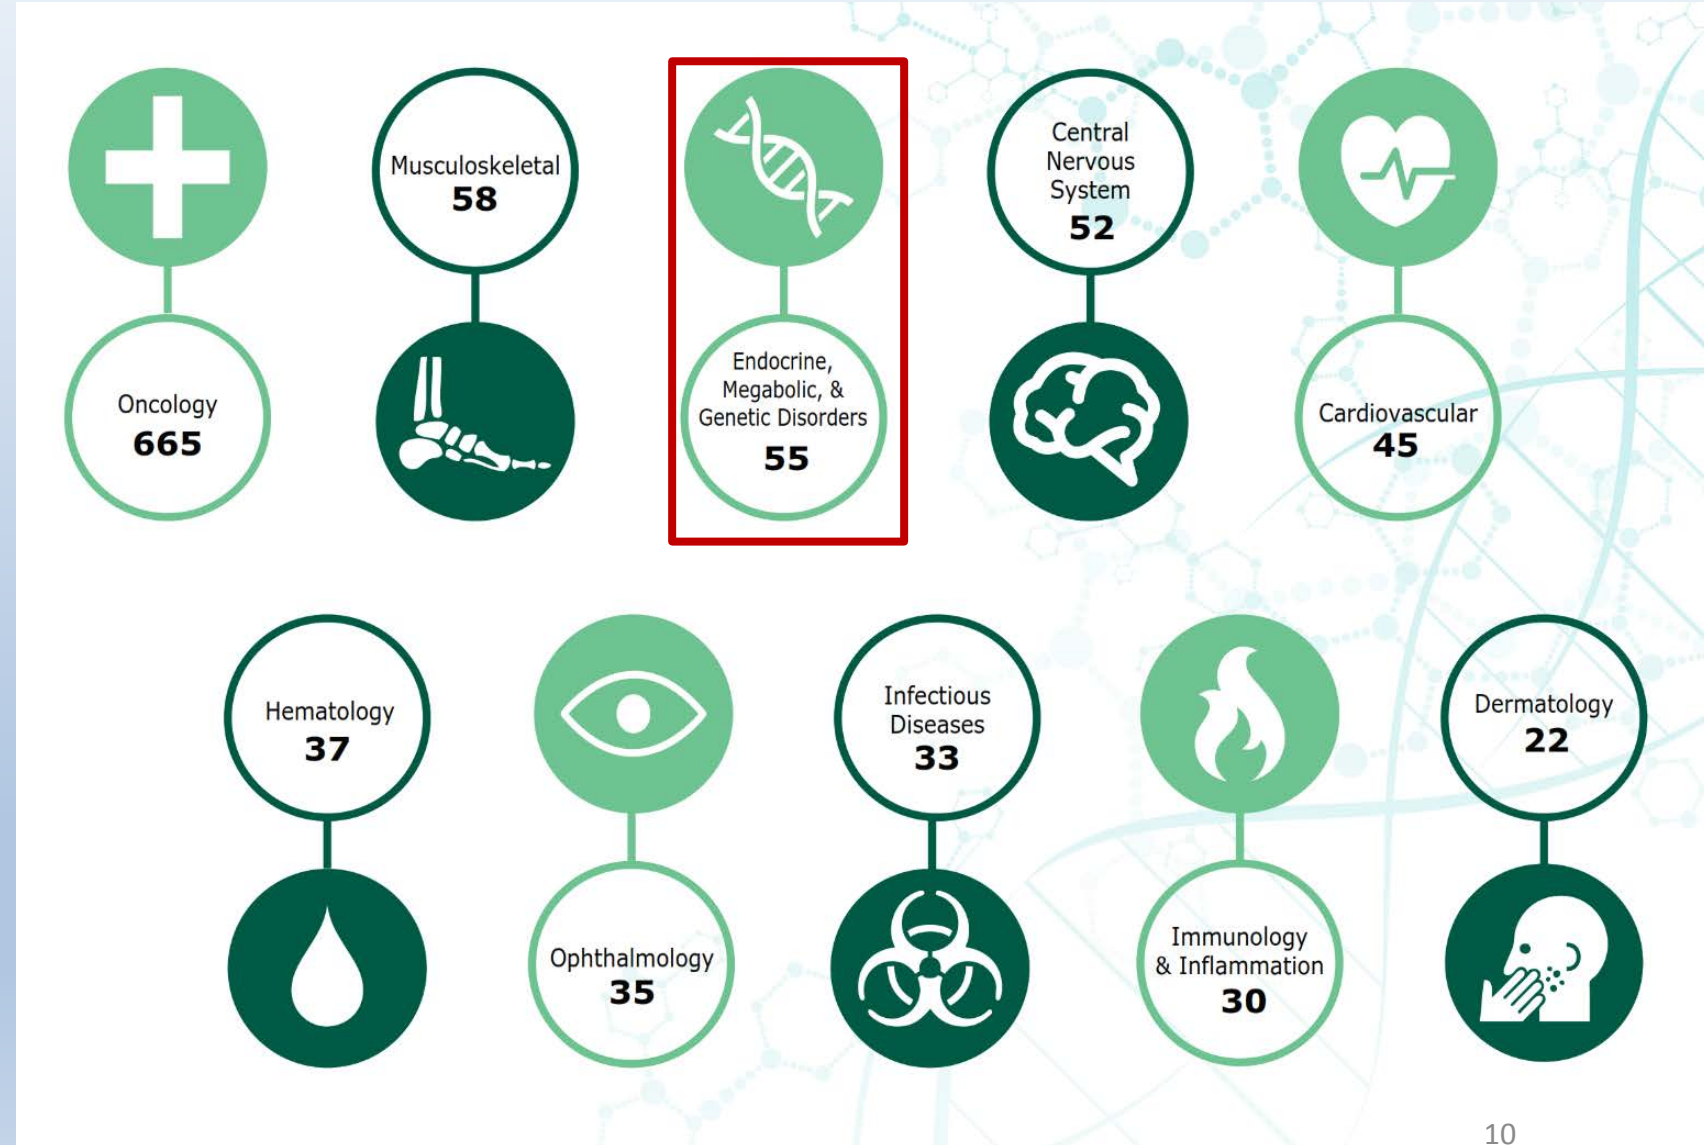 Oncology
665
Musculoskeletal
58
Endocrine,
Megabolic, &
Genetic Disorders
55
Central
Nervous
System
52
Cardiovascular
45
Hematology
37
Ophthalmology
35
Infectious
Diseases
33
Immunology
& Inflammation
30
Dermatology
22
10